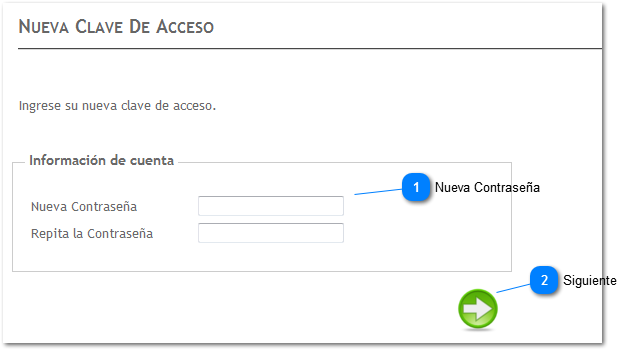 NUEVA CLAVE DE ACCESO
Ingrese su nueva clave de acceso.
Información de cuenta
Nueva Contraseña
1 Nueva Contraseña
Repita la Contraseña
2 Siguiente